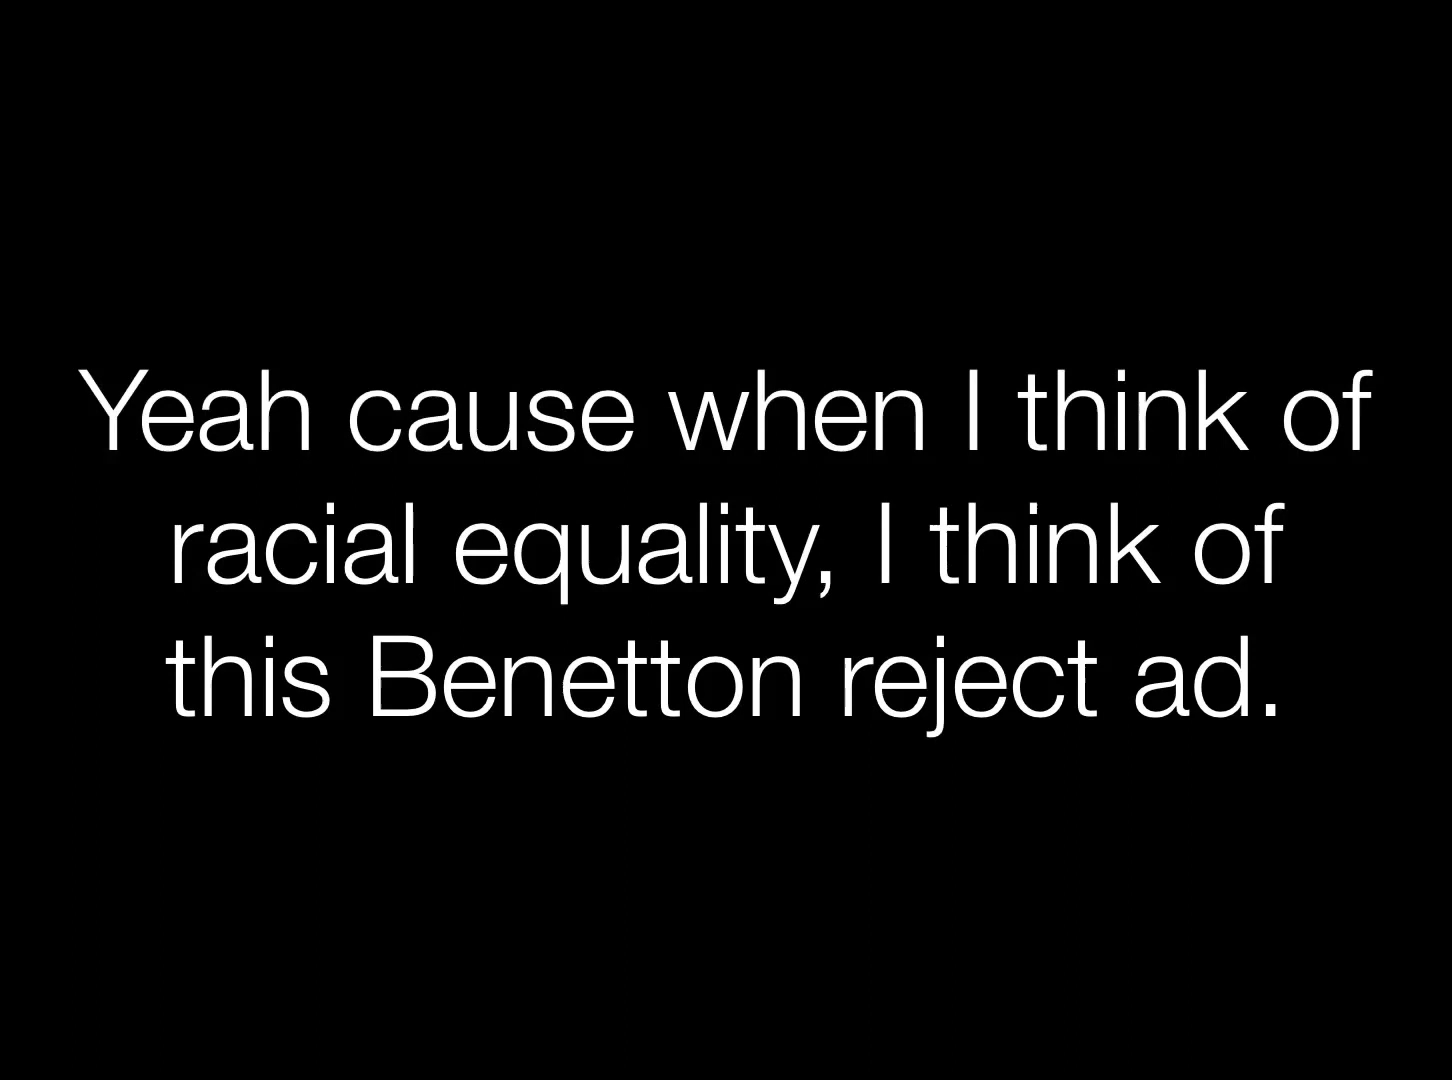 Yeah cause when I think of
racial equality, I think of
this Benetton reject ad.